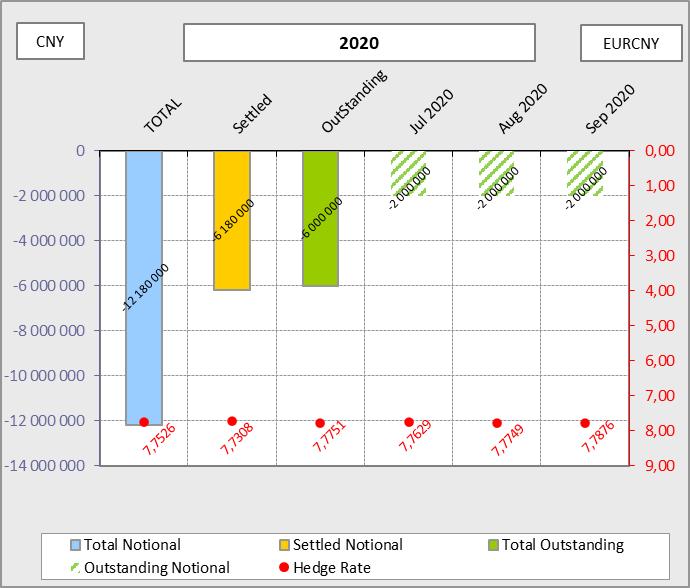 CNY
2020
EURCNY
TOTAL
Settled
OutStanding
Jul 2020
Aug 2020
Sep 2020
0
-2 000 000
-4 000 000
-6 000 000
-8 000 000
-10 000 000
-12 000 000
-14 000 000
0,00
1,00
2,00
3,00
4,00
5,00
6,00
7,00
8,00
9,00
-12 180 000
-6 180 000
-6 000 000
-2 000 000
-2 000 000
-2 000 000
7,7526
7,7308
7,7751
7,7629
7,7749
7,7876
Total Notional
Settled Notional
Total Outstanding
Outstanding Notional
Hedge Rate